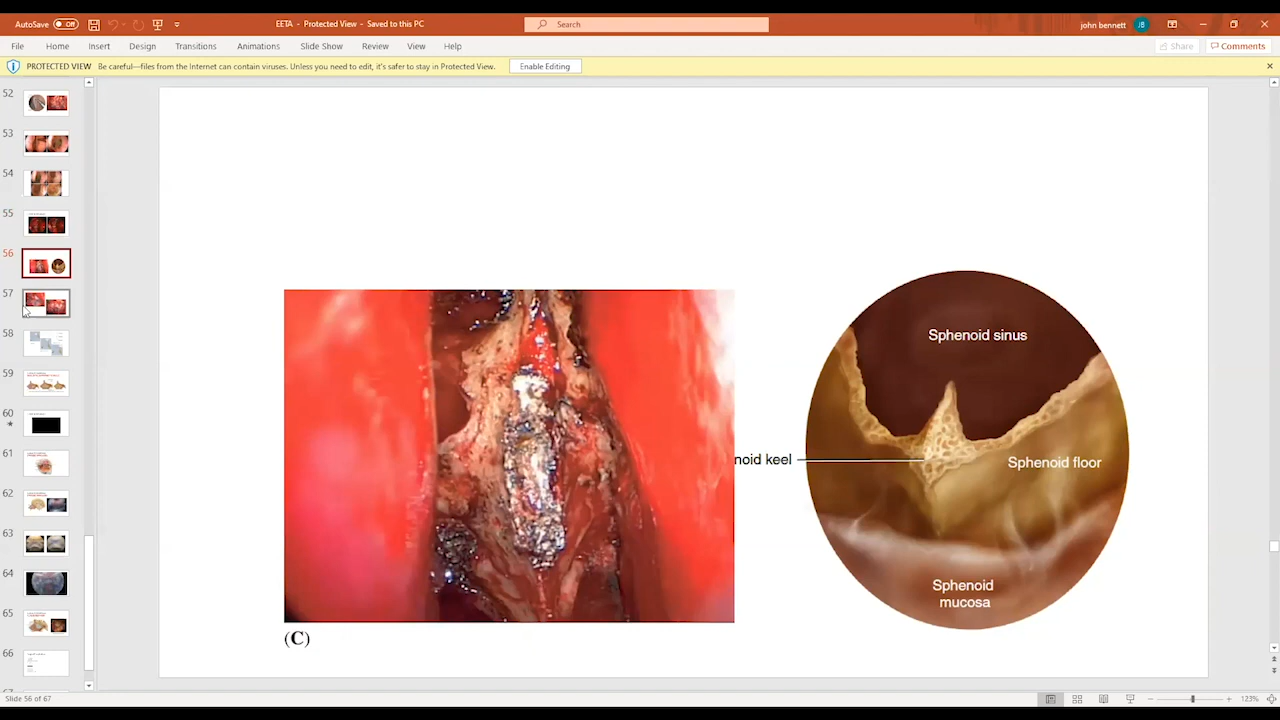 AutoSave Off
EETA - Protected View - Saved to this PC
Search
john bennett
JB
File Home Insert Design Transitions Animations Slide Show Review View Help
Share
Comments
PROTECTED VIEW Be careful—files from the Internet can contain viruses. Unless you need to edit, it's safer to stay in Protected View.
Enable Editing
52
53
54
55
56
57
58
59
60
61
62
63
64
65
66
Sphenoid sinus
noid keel
Sphenoid floor
Sphenoid
mucosa
(C)
Slide 56 of 67
123%